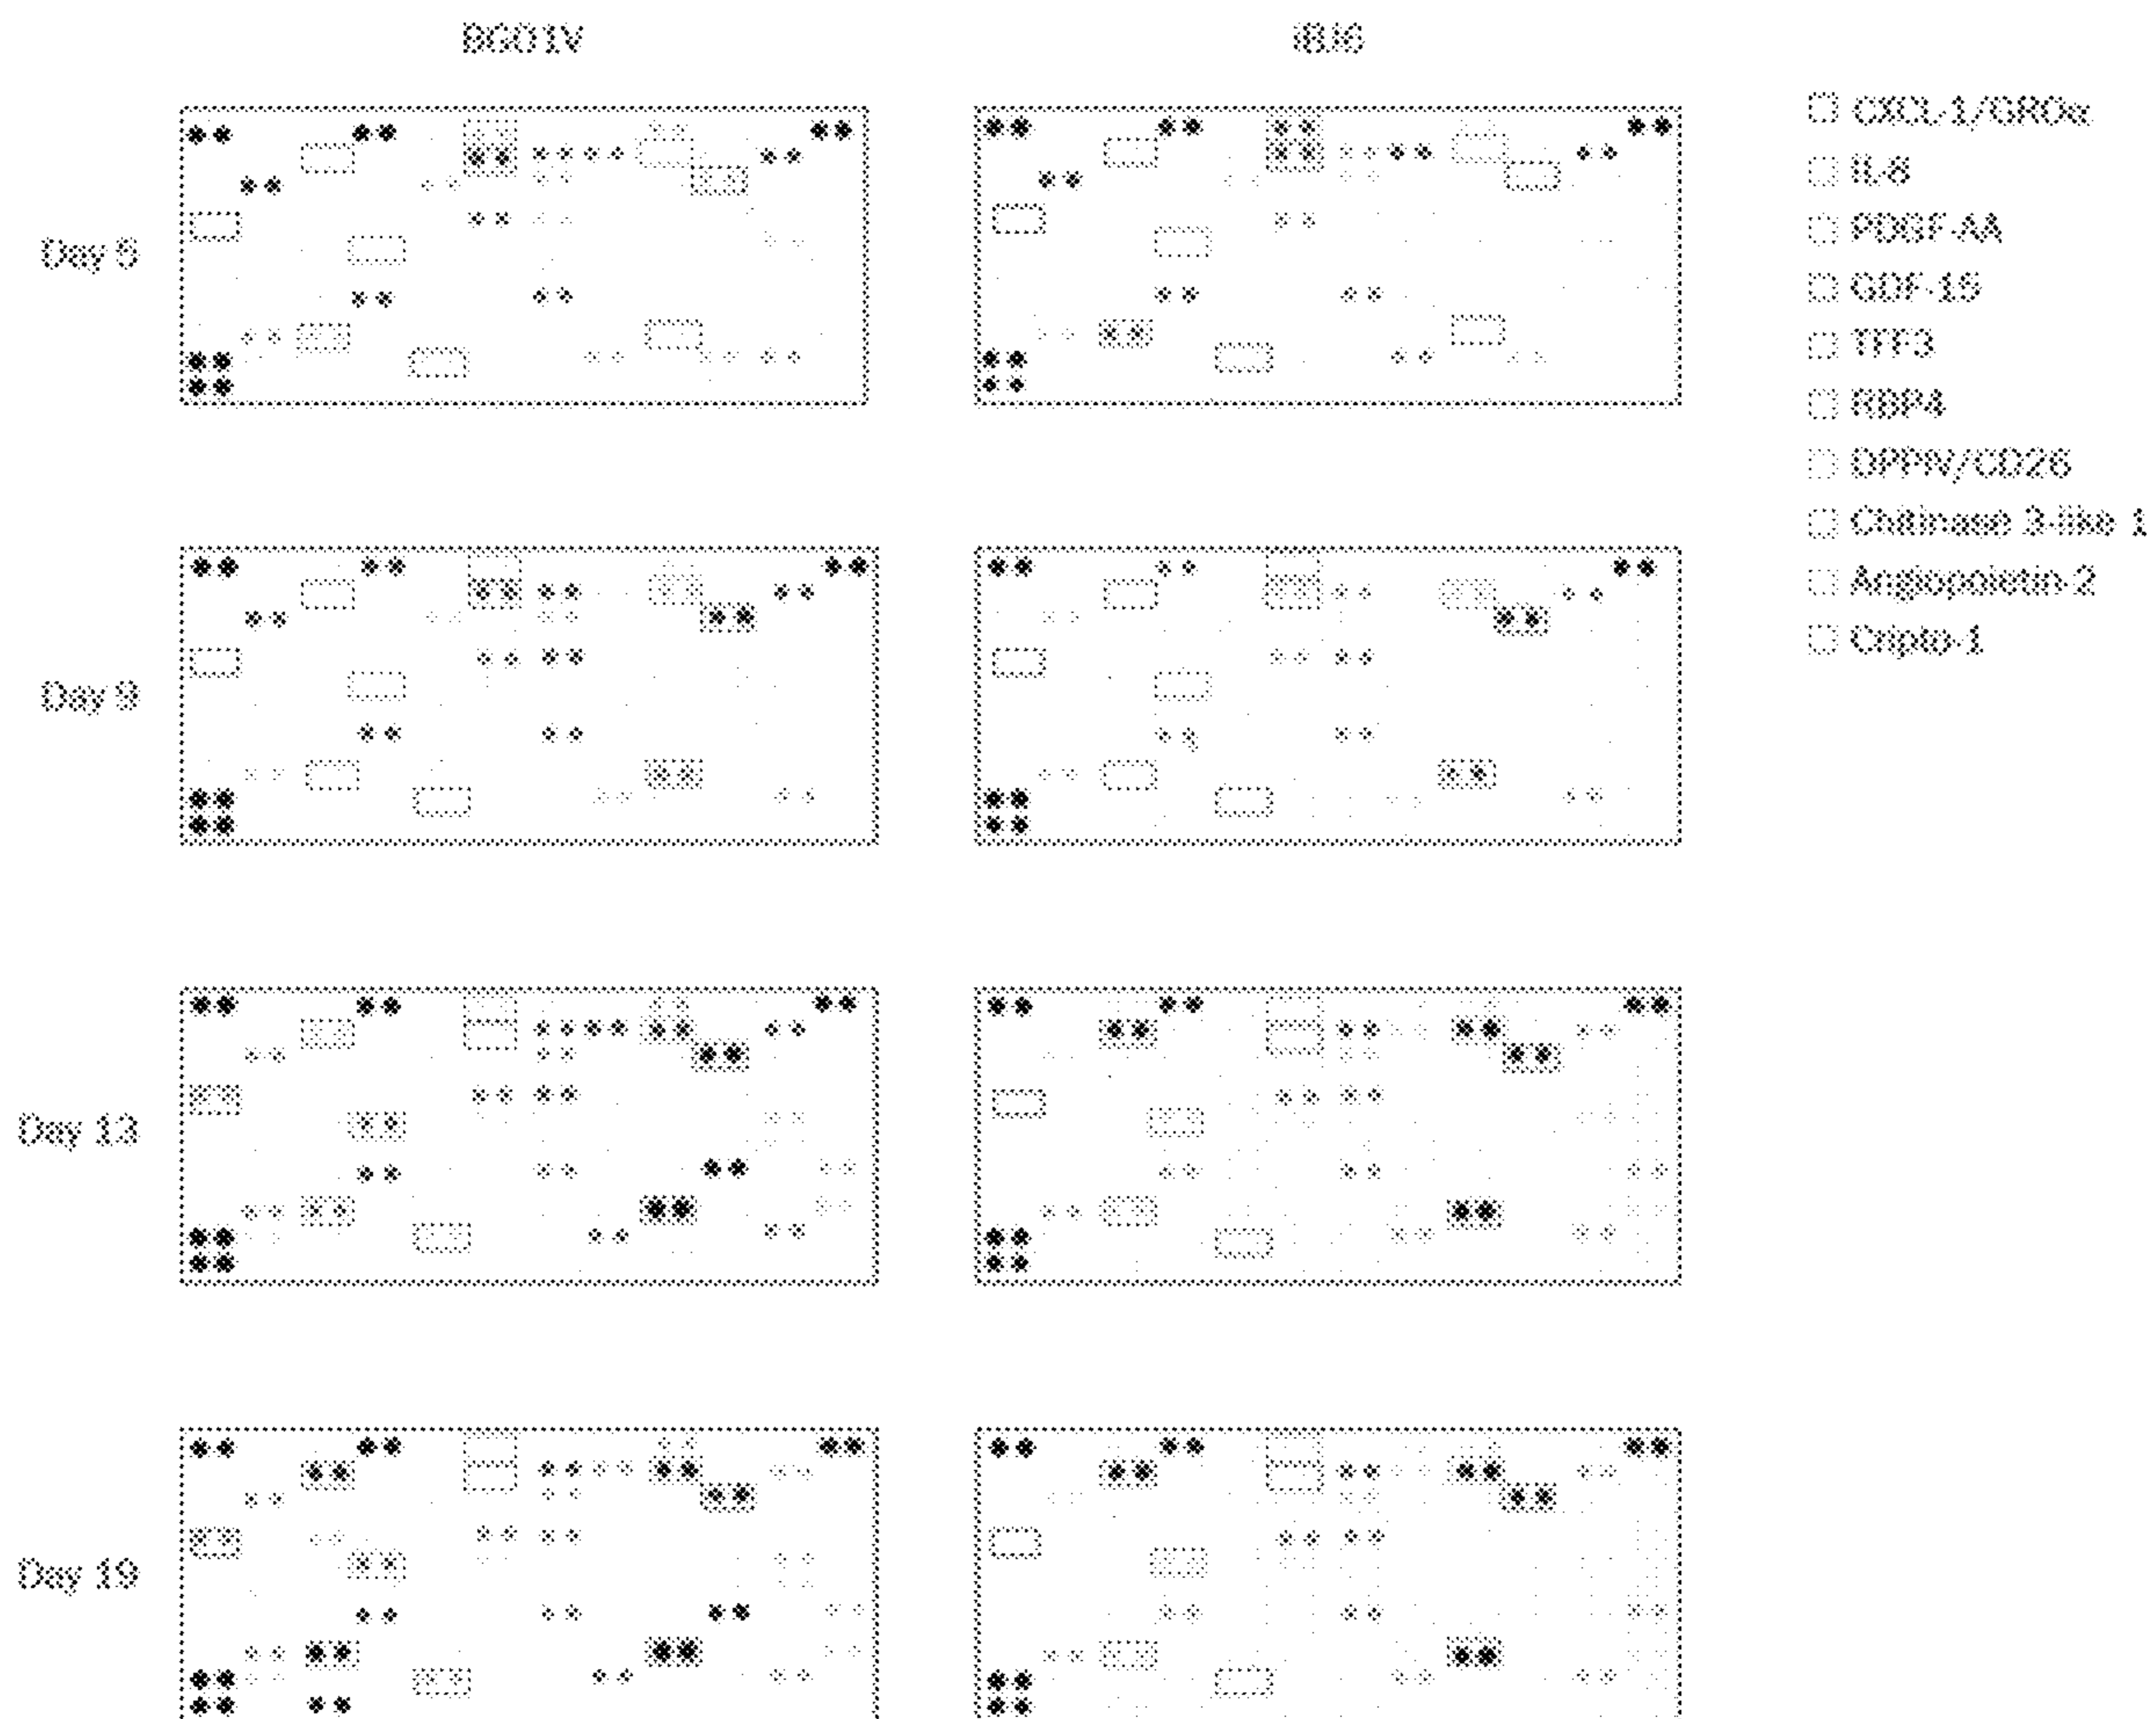 BG01V
iBJ6
CXCL-1/GROα
IL-8
PDGF-AA
Day 5
GDF-15
TFF3
RBP4
DPPIV/CD26
Chitinase 3-like 1
Angiopoietin-2
Cripto-1
Day 9
Day 13
Day 19